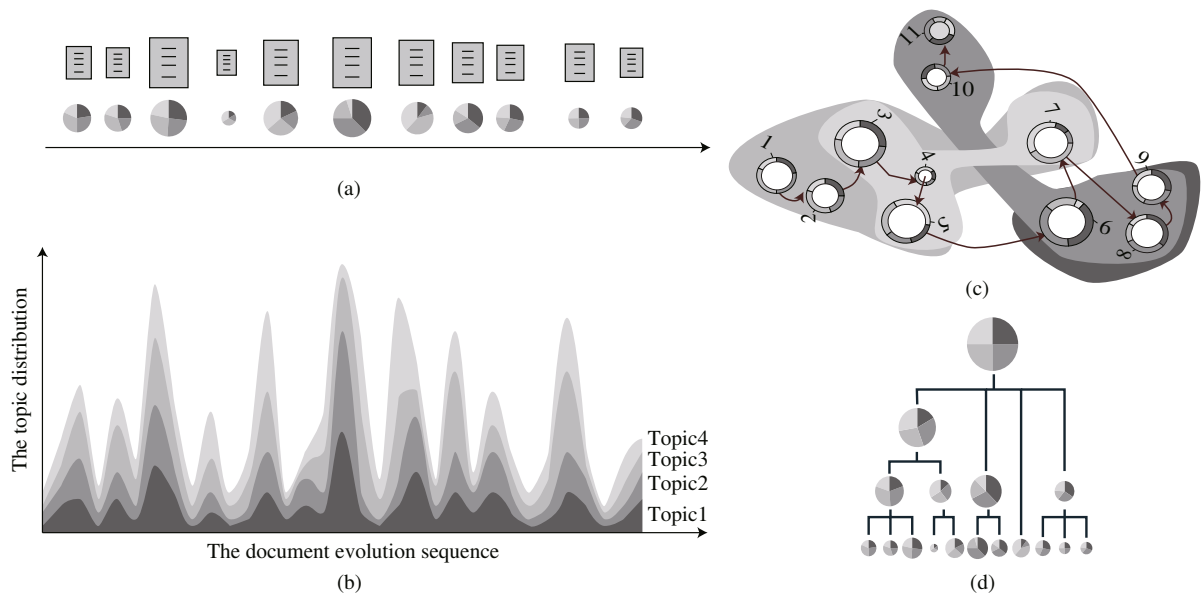 (a)
The topic distribution
Topic4
Topic3
Topic2
Topic1
The document evolution sequence
(b)
11
10
1
2
3
4
5
7
9
6
8
(c)
(d)